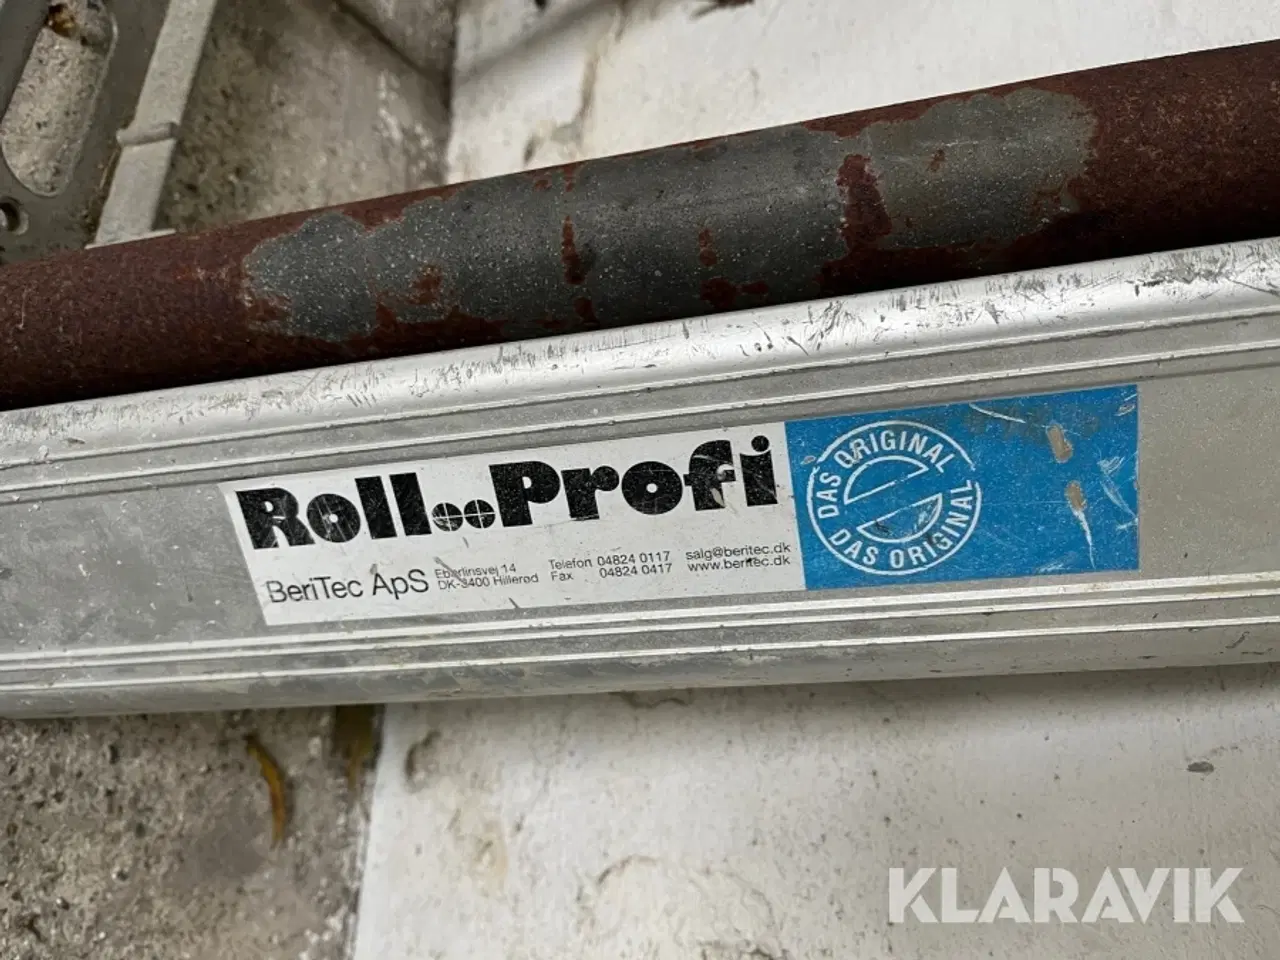 Roll..Profi
BeriTec ApS
Eberlinsvej 14
DK-3400 Hillerød
Telefon 04824 0117
Fax 04824 0417
salg@beritec.dk
www.beritec.dk
DAS ORIGINAL
DAS ORIGINAL
KLARAVIK